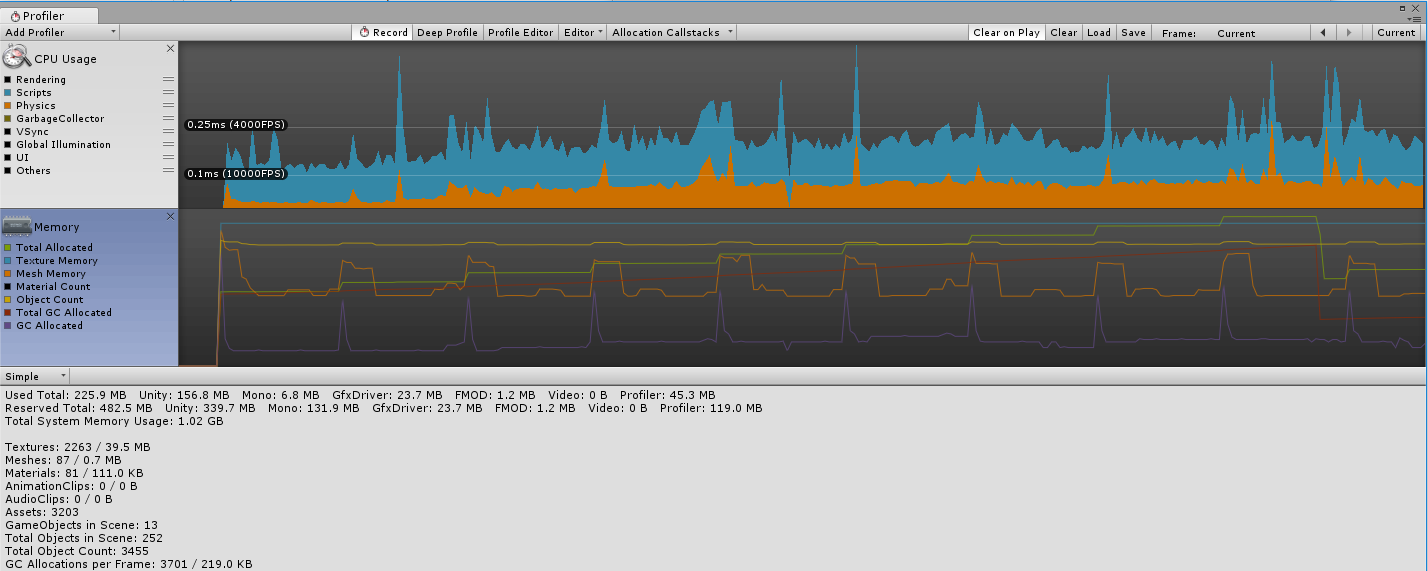 Profiler
Add Profiler Record Deep Profile Profile Editor Editor Allocation Callstacks Clear on Play Clear Load Save Frame: Current Current
CPU Usage
Rendering
Scripts
Physics
GarbageCollector
VSync
Global Illumination
UI
Others
0.25ms (4000FPS)
0.1ms (10000FPS)
Memory
Total Allocated
Texture Memory
Mesh Memory
Material Count
Object Count
Total GC Allocated
GC Allocated
Simple
Used Total: 225.9 MB Unity: 156.8 MB Mono: 6.8 MB GfxDriver: 23.7 MB FMOD: 1.2 MB Video: 0 B Profiler: 45.3 MB
Reserved Total: 482.5 MB Unity: 339.7 MB Mono: 131.9 MB GfxDriver: 23.7 MB FMOD: 1.2 MB Video: 0 B Profiler: 119.0 MB
Total System Memory Usage: 1.02 GB
Textures: 2263 / 39.5 MB
Meshes: 87 / 0.7 MB
Materials: 81 / 111.0 KB
AnimationClips: 0 / 0 B
AudioClips: 0 / 0 B
Assets: 3203
GameObjects in Scene: 13
Total Objects in Scene: 252
Total Object Count: 3455
GC Allocations per Frame: 3701 / 219.0 KB